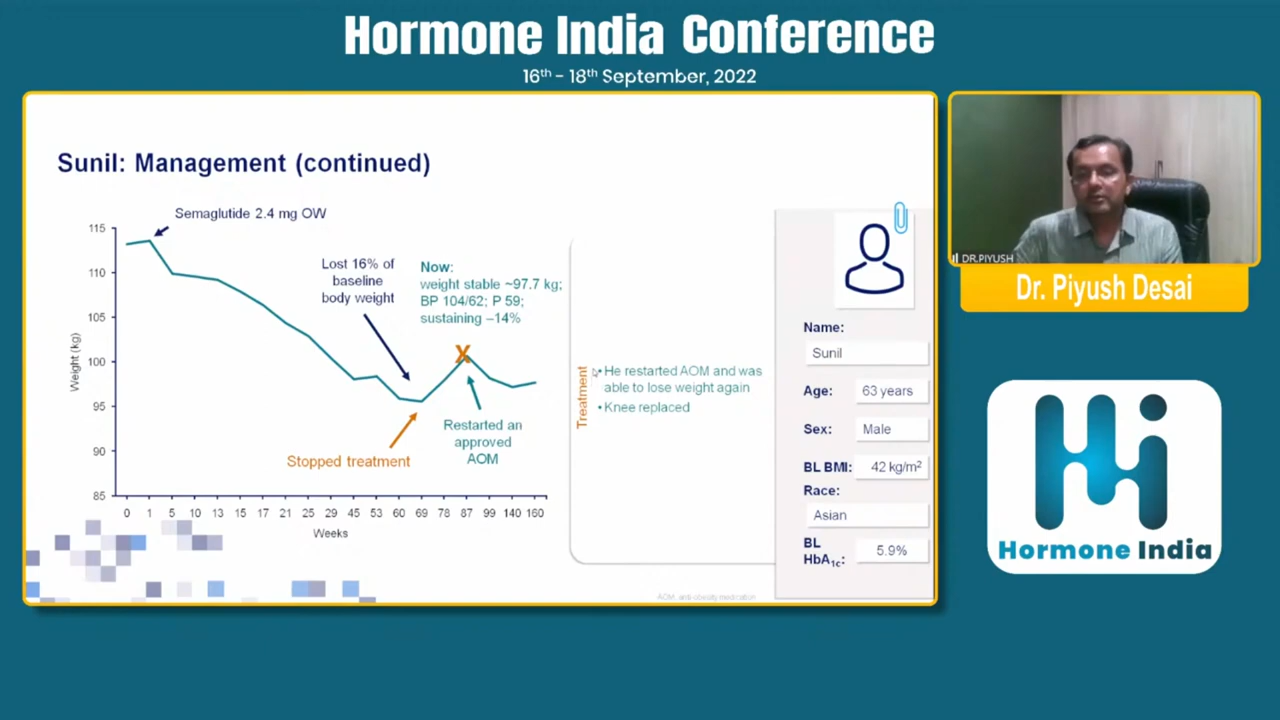 Hormone India Conference
16th - 18th September, 2022
Sunil: Management (continued)
Semaglutide 2.4 mg OW
Lost 16% of
baseline
body weight
Now:
weight stable ~97.7 kg;
BP 104/62; P 59;
sustaining –14%
X
Stopped treatment
Restarted an
approved
AOM
Weight (kg)
115
110
105
100
95
90
85
0 1 5 10 13 15 17 21 25 29 45 53 60 69 78 87 99 140 160
Weeks
Treatment
• He restarted AOM and was
able to lose weight again
• Knee replaced
AOM, anti-obesity medication
Name:
Sunil
Age: 63 years
Sex: Male
BL BMI: 42 kg/m²
Race:
Asian
BL
HbA1c: 5.9%
DR.PIYUSH
Dr. Piyush Desai
Hormone India